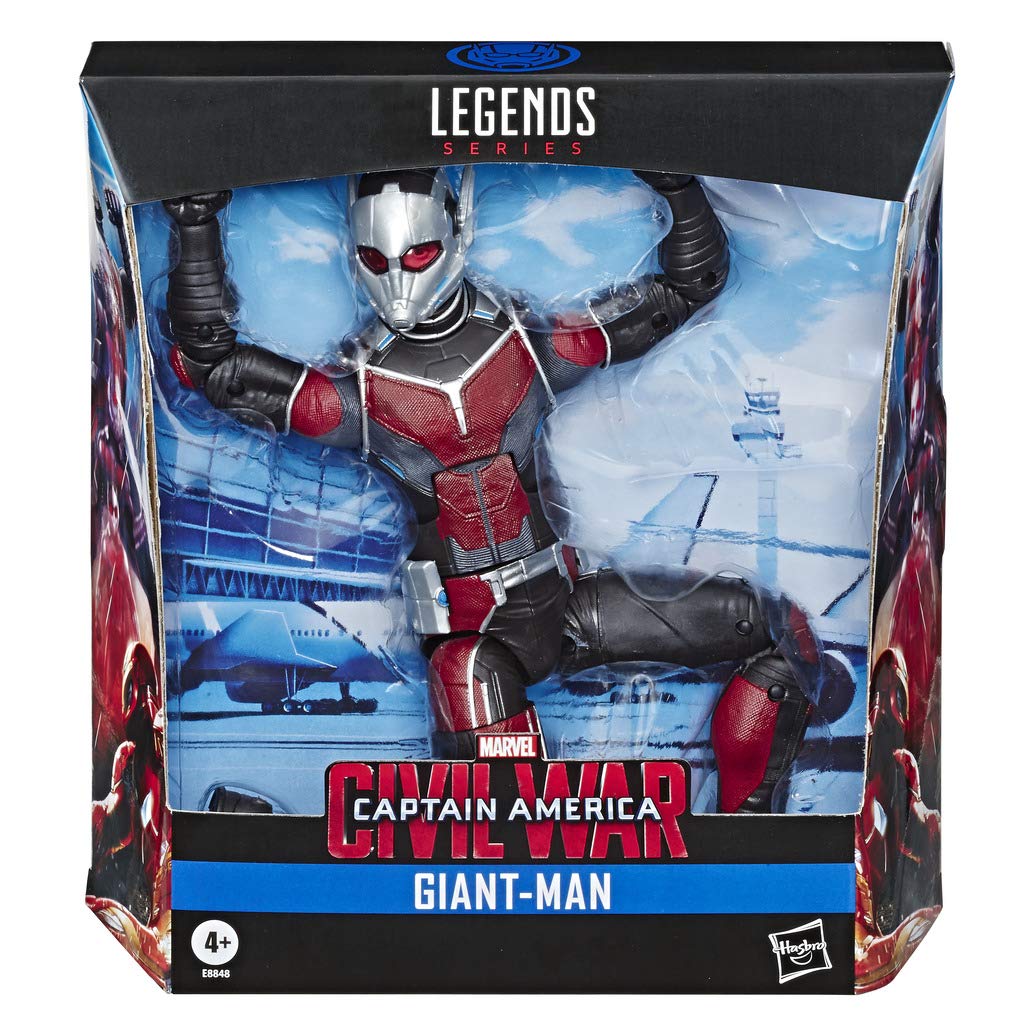 LEGENDS
SERIES
MARVEL
CIVIL WAR
CAPTAIN AMERICA
GIANT-MAN
4+
E8848
Hasbro